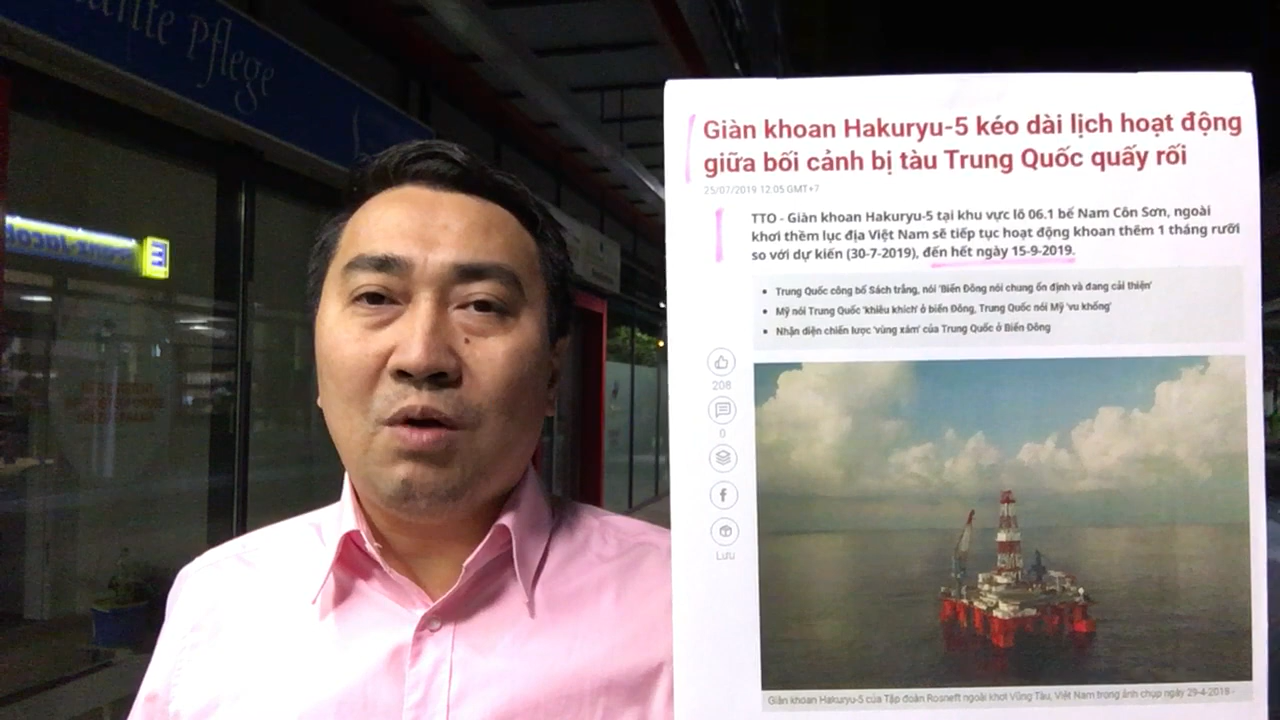 Pflege
Giàn khoan Hakuryu-5 kéo dài lịch hoạt động
giữa bối cảnh bị tàu Trung Quốc quấy rối
25/07/2019 12:05 GMT+7
TTO - Giàn khoan Hakuryu-5 tại khu vực lô 06.1 bể Nam Côn Sơn, ngoài
khơi thềm lục địa Việt Nam sẽ tiếp tục hoạt động khoan thêm 1 tháng rưỡi
so với dự kiến (30-7-2019), đến hết ngày 15-9-2019.
• Trung Quốc công bố Sách trắng, nói 'Biển Đông nói chung ổn định và đang cải thiện'
• Mỹ nói Trung Quốc 'khiêu khích' ở biển Đông, Trung Quốc nói Mỹ 'vu khống'
• Nhận diện chiến lược 'vùng xám' của Trung Quốc ở Biển Đông
208
0
f
Lưu
Giàn khoan Hakuryu-5 của Tập đoàn Rosneft ngoài khơi Vũng Tàu, Việt Nam trong ảnh chụp ngày 29-4-2018 -